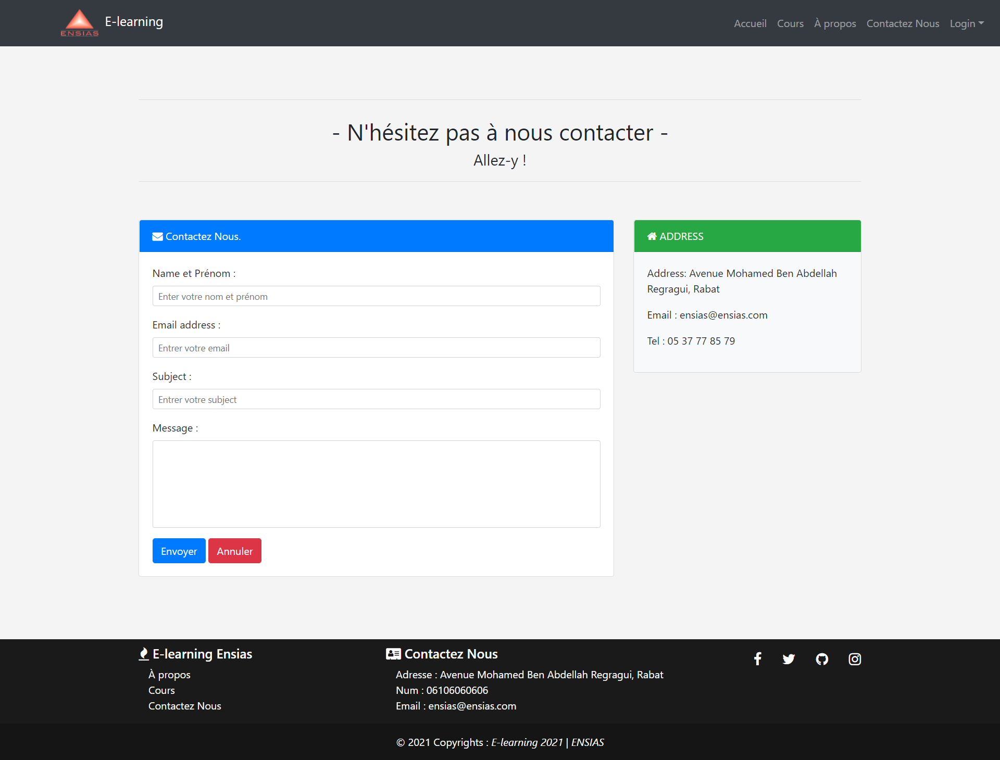 ENSIAS
E-learning
Accueil Cours À propos Contactez Nous Login
- N'hésitez pas à nous contacter -
Allez-y !
Contactez Nous.
Name et Prénom :
Enter votre nom et prénom
Email address :
Entrer votre email
Subject :
Entrer votre subject
Message :
Envoyer Annuler
ADDRESS
Address: Avenue Mohamed Ben Abdellah
Regragui, Rabat
Email : ensias@ensias.com
Tel : 05 37 77 85 79
E-learning Ensias
À propos
Cours
Contactez Nous
Contactez Nous
Adresse : Avenue Mohamed Ben Abdellah Regragui, Rabat
Num : 06106060606
Email : ensias@ensias.com
© 2021 Copyrights : E-learning 2021 | ENSIAS